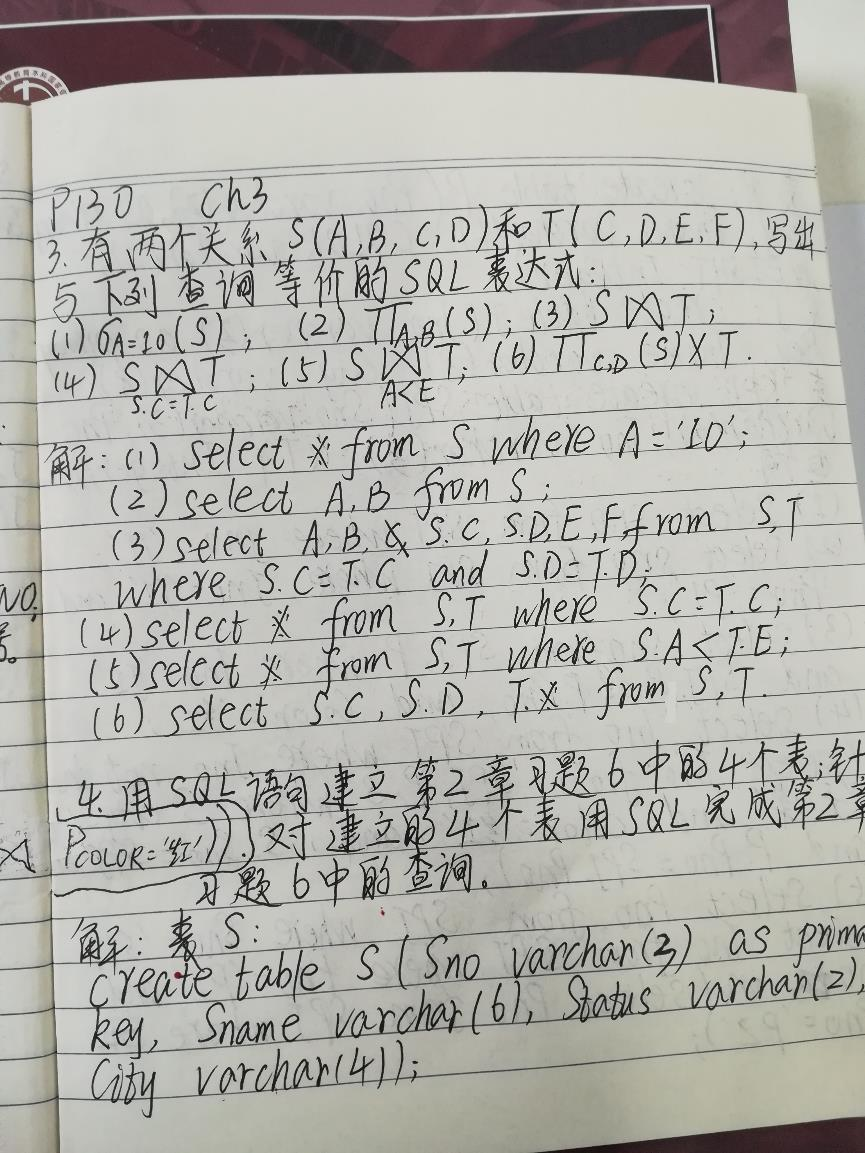 P130 Ch3
3.有两个关系 S(A,B,C,D)和T(C,D,E,F),写出
与下列查询等价的SQL表达式:
(1)σA=10(S); (2)ΠA,B(S); (3) S⋈T;
(4) S⋈T ; (5) S⋈T; (6)ΠC,D(S)×T.
S.C=T.C A<E
解:(1) select * from S where A='10';
(2) select A,B from S;
(3) select A,B, S.C,S.D,E,F from S,T
where S.C=T.C and S.D=T.D;
(4) select * from S,T where S.C=T.C;
(5) select * from S,T where S.A<T.E;
(6) select S.C,S.D,T.* from S,T.
NO.
4.用SQL语句建立第2章习题6中的4个表;针
PCOLOR='红')) .对建立的4个表用SQL完成第2章
习题6中的查询。
解:表S:
create table S(Sno varchar(3) as prima
key, Sname varchar(6), Status varchar(2),
City varchar(4));